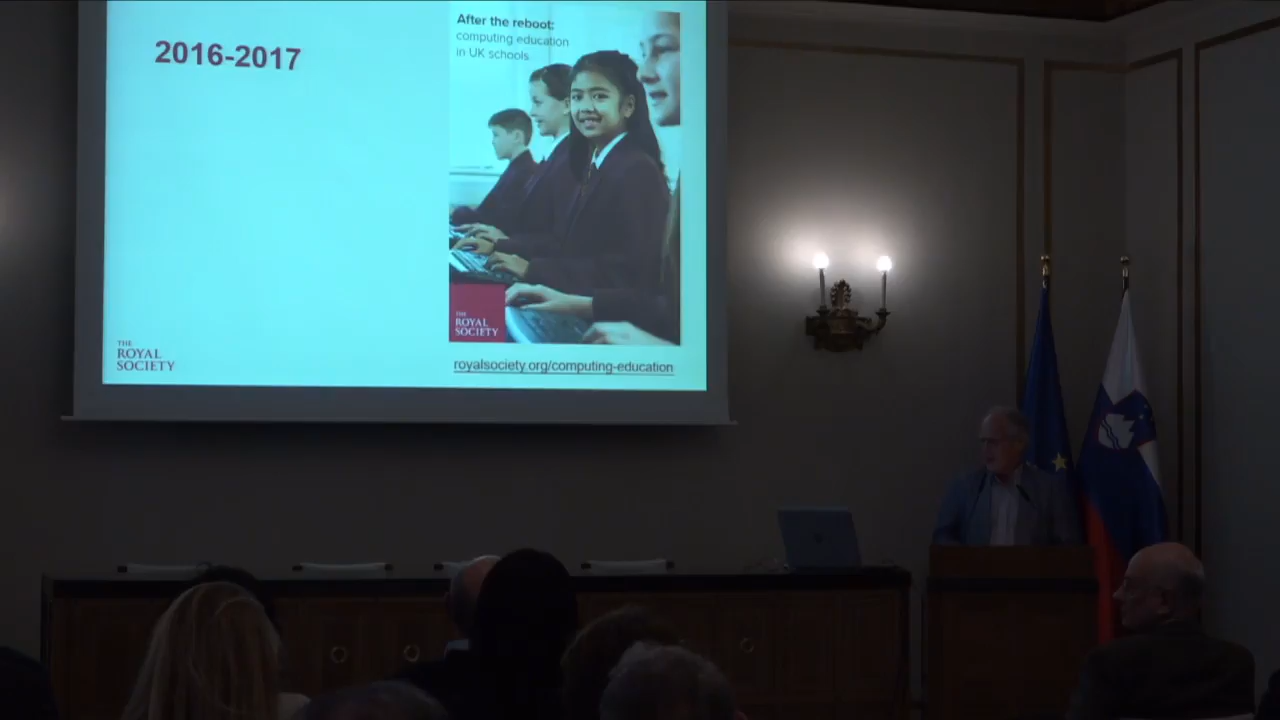 2016-2017
After the reboot:
computing education
in UK schools
THE
ROYAL
SOCIETY
THE
ROYAL
SOCIETY
royalsociety.org/computing-education